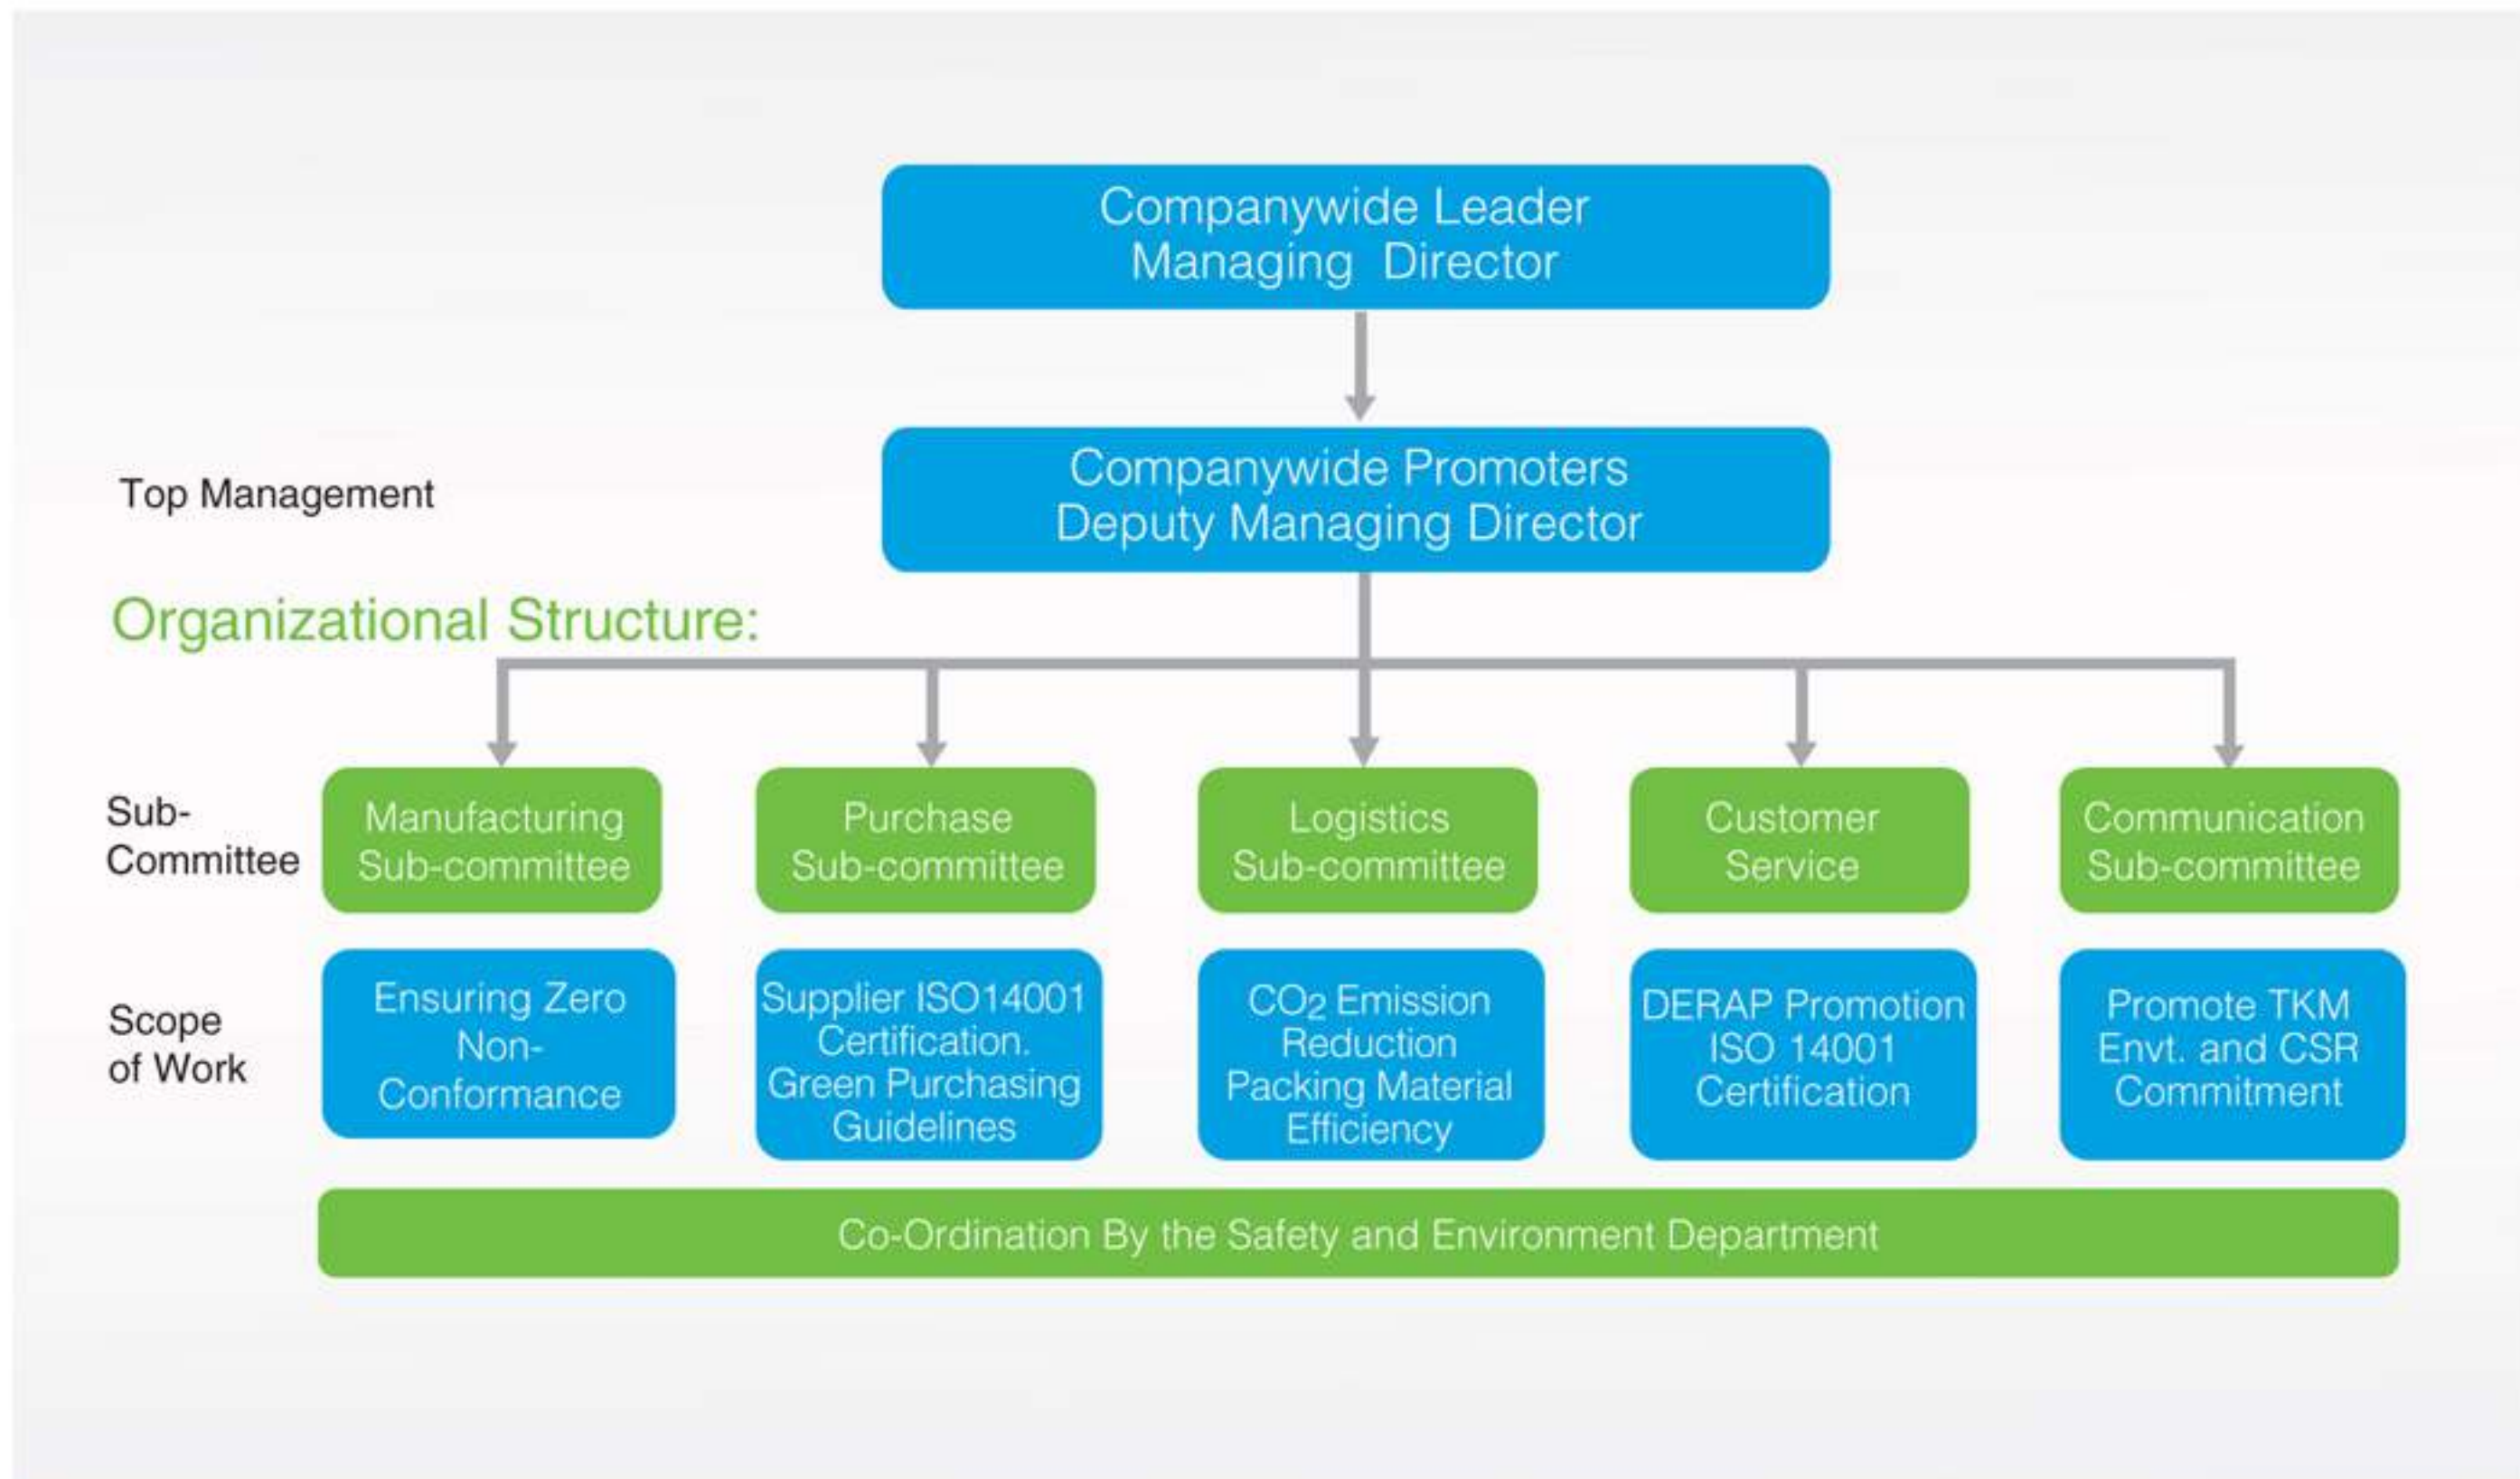 Companywide Leader
Managing Director
Top Management
Companywide Promoters
Deputy Managing Director
Organizational Structure:
Sub-
Committee
Manufacturing
Sub-committee
Purchase
Sub-committee
Logistics
Sub-committee
Customer
Service
Communication
Sub-committee
Scope
of Work
Ensuring Zero
Non-
Conformance
Supplier ISO14001
Certification.
Green Purchasing
Guidelines
CO2 Emission
Reduction
Packing Material
Efficiency
DERAP Promotion
ISO 14001
Certification
Promote TKM
Envt. and CSR
Commitment
Co-Ordination By the Safety and Environment Department